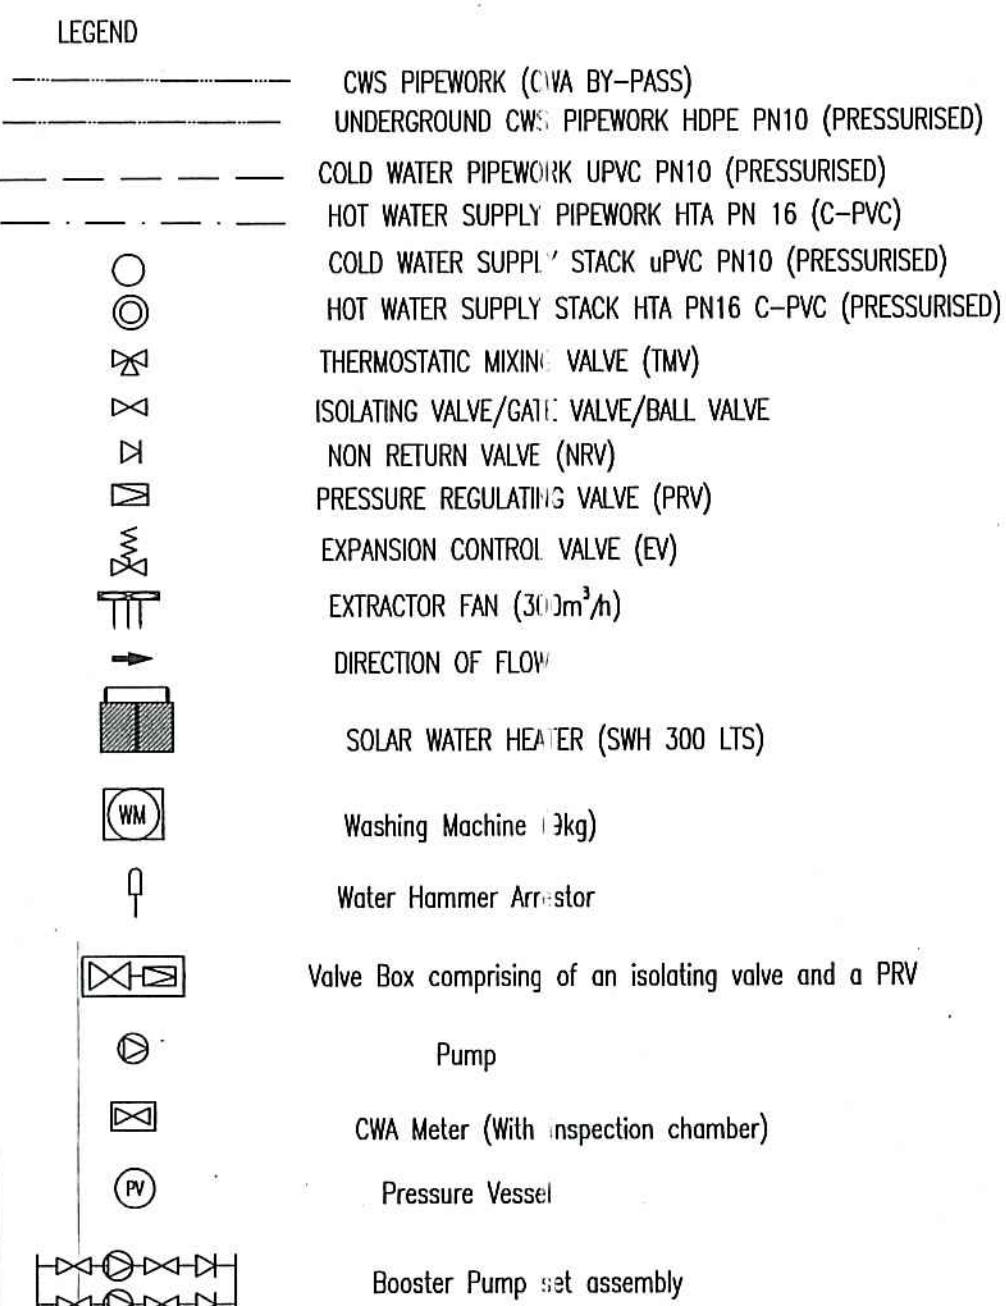 LEGEND
CWS PIPEWORK (CWA BY-PASS)
UNDERGROUND CWS PIPEWORK HDPE PN10 (PRESSURISED)
COLD WATER PIPEWORK UPVC PN10 (PRESSURISED)
HOT WATER SUPPLY PIPEWORK HTA PN 16 (C-PVC)
COLD WATER SUPPLY STACK uPVC PN10 (PRESSURISED)
HOT WATER SUPPLY STACK HTA PN16 C-PVC (PRESSURISED)
THERMOSTATIC MIXING VALVE (TMV)
ISOLATING VALVE/GATE VALVE/BALL VALVE
NON RETURN VALVE (NRV)
PRESSURE REGULATING VALVE (PRV)
EXPANSION CONTROL VALVE (EV)
EXTRACTOR FAN (300m³/h)
DIRECTION OF FLOW
SOLAR WATER HEATER (SWH 300 LTS)
WM Washing Machine (9kg)
Water Hammer Arrestor
Valve Box comprising of an isolating valve and a PRV
Pump
CWA Meter (With inspection chamber)
PV Pressure Vessel
Booster Pump set assembly